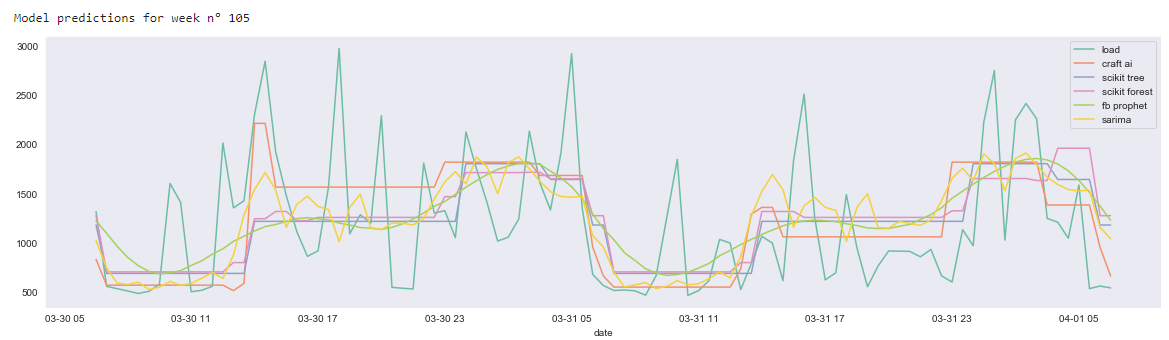 Model predictions for week n° 105
3000
2500
2000
1500
1000
500
load
craft ai
scikit tree
scikit forest
fb prophet
sarima
03-30 05 03-30 11 03-30 17 03-30 23 03-31 05 03-31 11 03-31 17 03-31 23 04-01 05
date